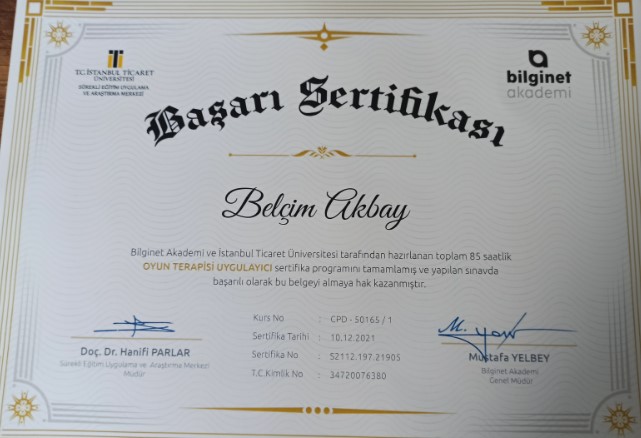 T.C. İSTANBUL TİCARET
ÜNİVERSİTESİ
SÜREKLİ EĞİTİM UYGULAMA
VE ARAŞTIRMA MERKEZİ
bilginet
akademi
Başarı Sertifikası
Belçim Akbay
Bilginet Akademi ve İstanbul Ticaret Üniversitesi tarafından hazırlanan toplam 85 saatlik
OYUN TERAPİSİ UYGULAYICI sertifika programını tamamlamış ve yapılan sınavda
başarılı olarak bu belgeyi almaya hak kazanmıştır.
Kurs No : CPD - 50165 / 1
Sertifika Tarihi : 10.12.2021
Sertifika No : 52112.197.21905
T.C.Kimlik No : 34720076380
Doç. Dr. Hanifi PARLAR
Sürekli Eğitim Uygulama ve Araştırma Merkezi
Müdür
Mustafa YELBEY
Bilginet Akademi
Genel Müdür